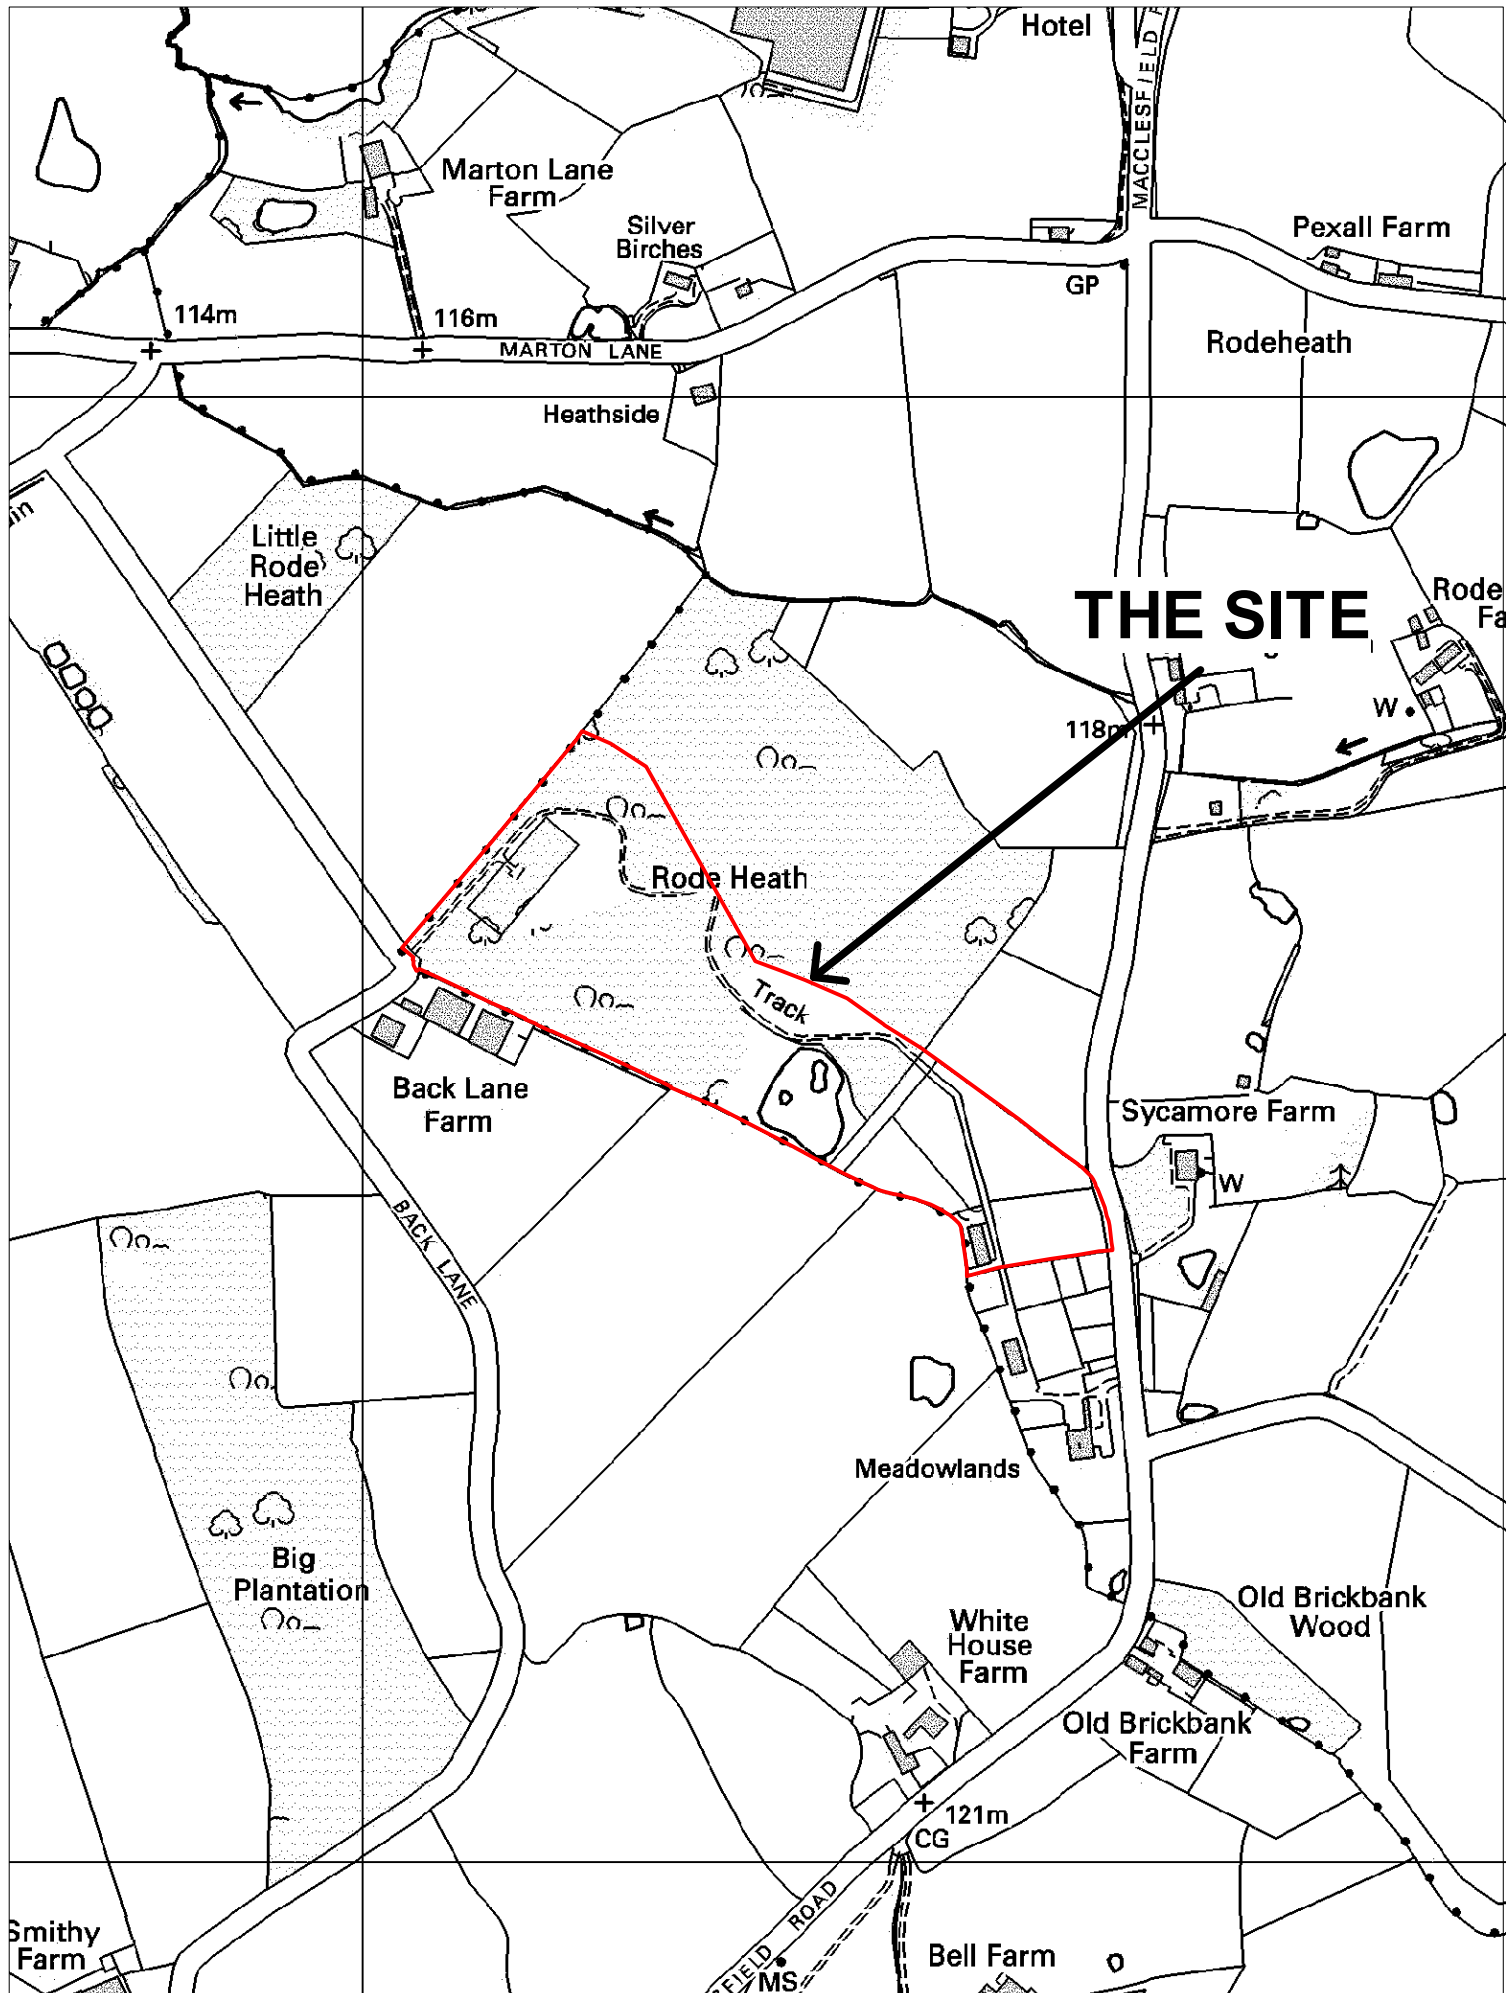 Hotel
MACCLESFIELD
Marton Lane
Farm
Silver
Birches
Pexall Farm
GP
114m
116m
MARTON LANE
Rodeheath
Heathside
Little
Rode
Heath
THE SITE
Rode
W
118m
Rode Heath
Track
Back Lane
Farm
Sycamore Farm
W
BACK LANE
Meadowlands
Big
Plantation
Old Brickbank
Wood
White
House
Farm
Old Brickbank
Farm
121m
CG
ROAD
FIELD
MS
Smithy
Farm
Bell Farm